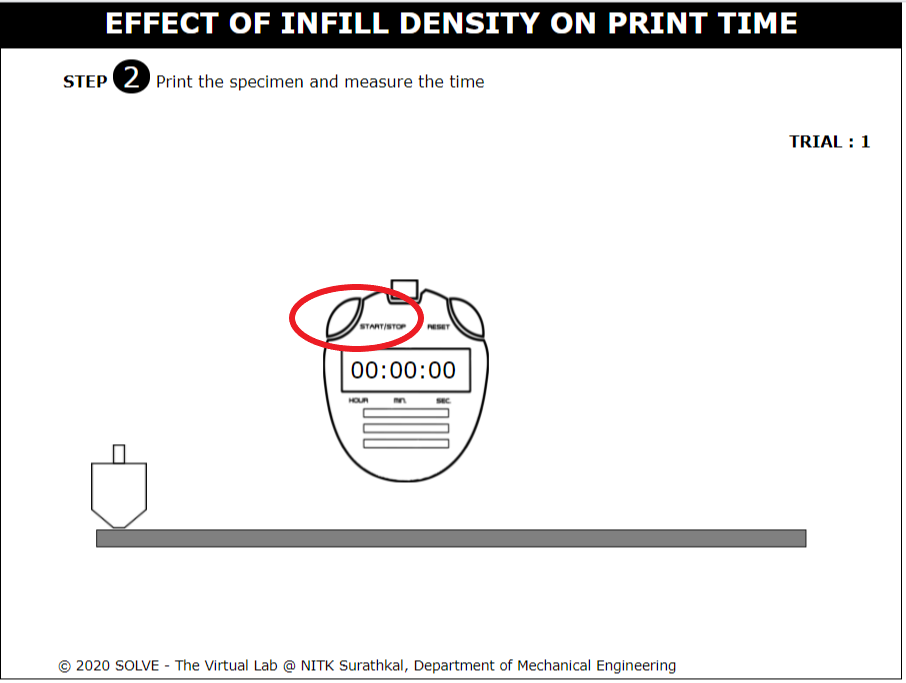 EFFECT OF INFILL DENSITY ON PRINT TIME
STEP 2 Print the specimen and measure the time
TRIAL : 1
START/STOP RESET
00:00:00
HOUR MIN. SEC.
© 2020 SOLVE - The Virtual Lab @ NITK Surathkal, Department of Mechanical Engineering